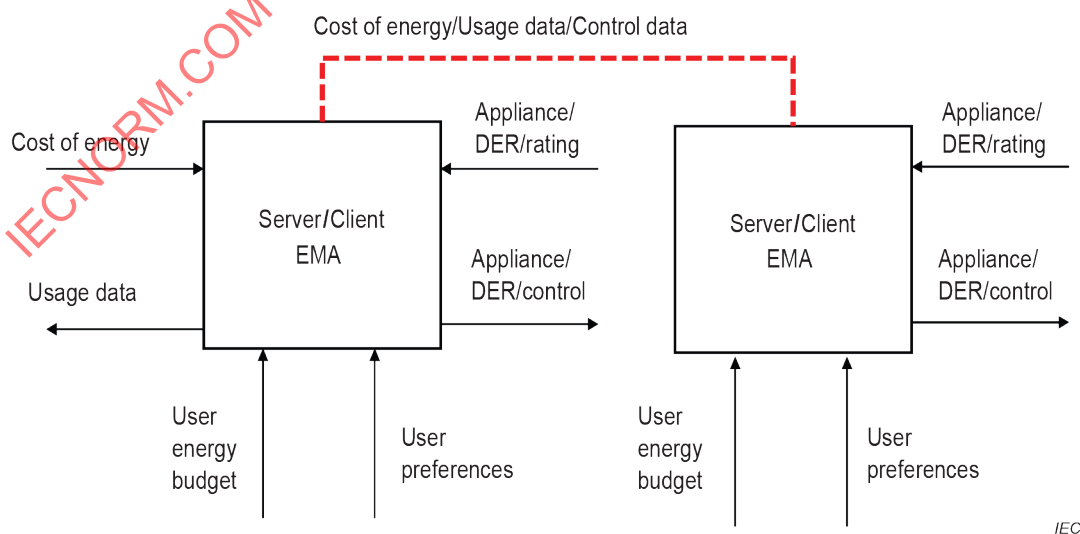 Cost of energy/Usage data/Control data
IECNORM.COM
Cost of energy
Appliance/
DER/rating
Server/Client
EMA
Usage data
Appliance/
DER/control
User
energy
budget
User
preferences
Appliance/
DER/rating
Server/Client
EMA
Appliance/
DER/control
User
energy
budget
User
preferences
IEC